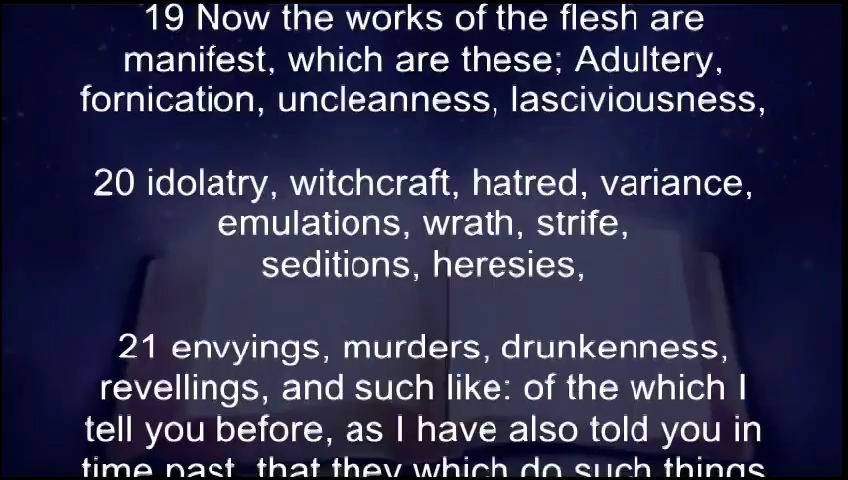 19 Now the works of the flesh are
manifest, which are these; Adultery,
fornication, uncleanness, lasciviousness,
20 idolatry, witchcraft, hatred, variance,
emulations, wrath, strife,
seditions, heresies,
21 envyings, murders, drunkenness,
revellings, and such like: of the which I
tell you before, as I have also told you in
time past, that they which do such things